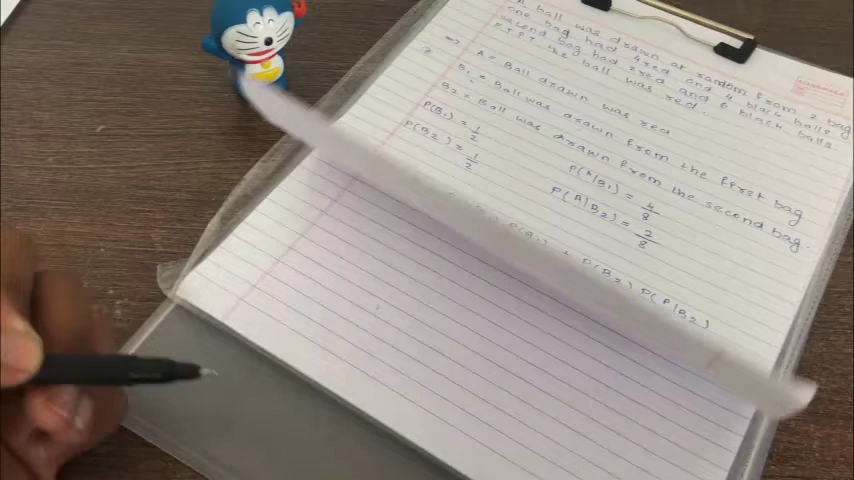 A ball was drawn at random from 2 bag
one bag had 4 red and 4 black balls &
second bag had 2 red and 6 black balls.
the ball was red.
⇒ A = Ball drawn was red
B1 = Ball was drawn from the first bag
B2 = Ball was drawn from the second bag.
P(B1) = 1/2
P(B2) = 1/2
P(A|B1) = 4/8
P(A|B2) = 2/8
P(B1) + P(B2) P(A|B2)